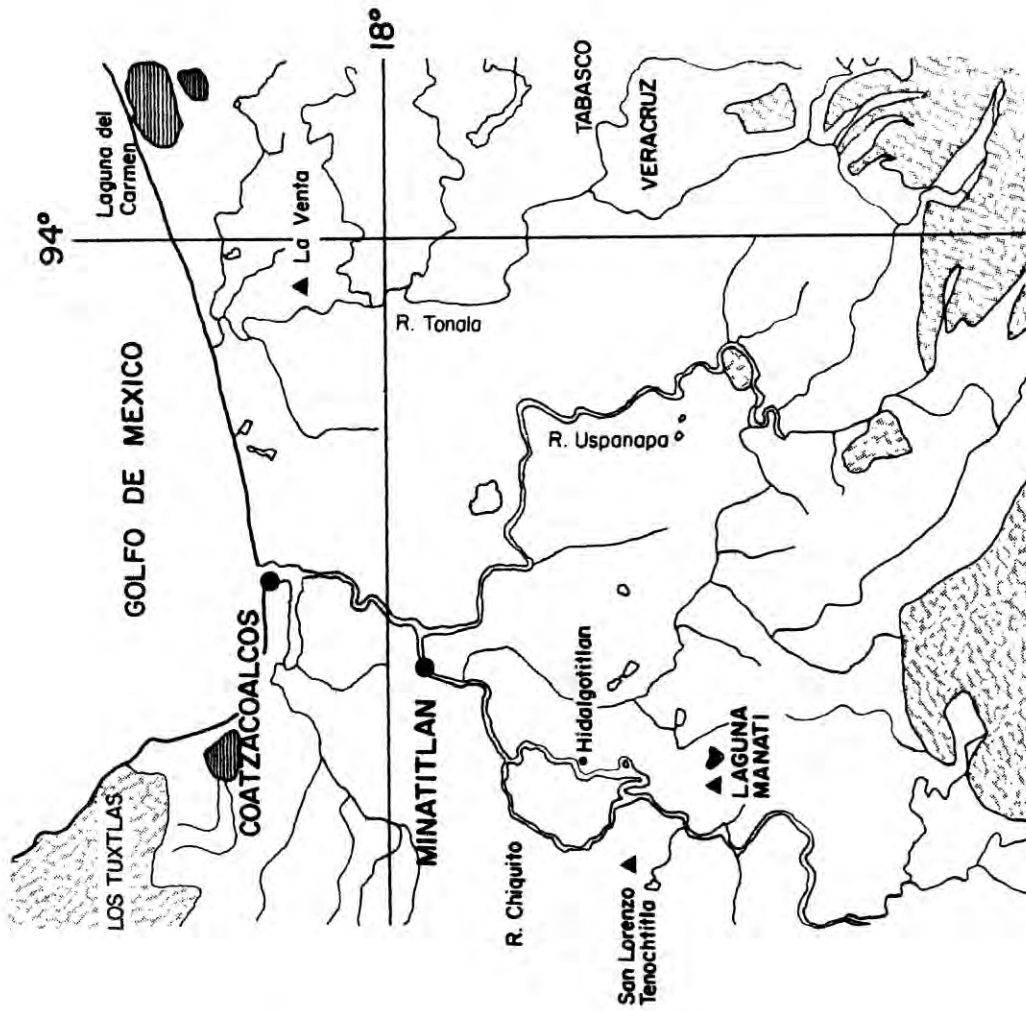 94°
18°
GOLFO DE MEXICO
Laguna del
Carmen
La Venta
R. Tonala
TABASCO
VERACRUZ
LOS TUXTLAS
COATZACOALCOS
MINATITLAN
R. Uspanapa
R. Chiquito
Hidalgotitlan
San Lorenzo
Tenochtitla
LAGUNA
MANATI